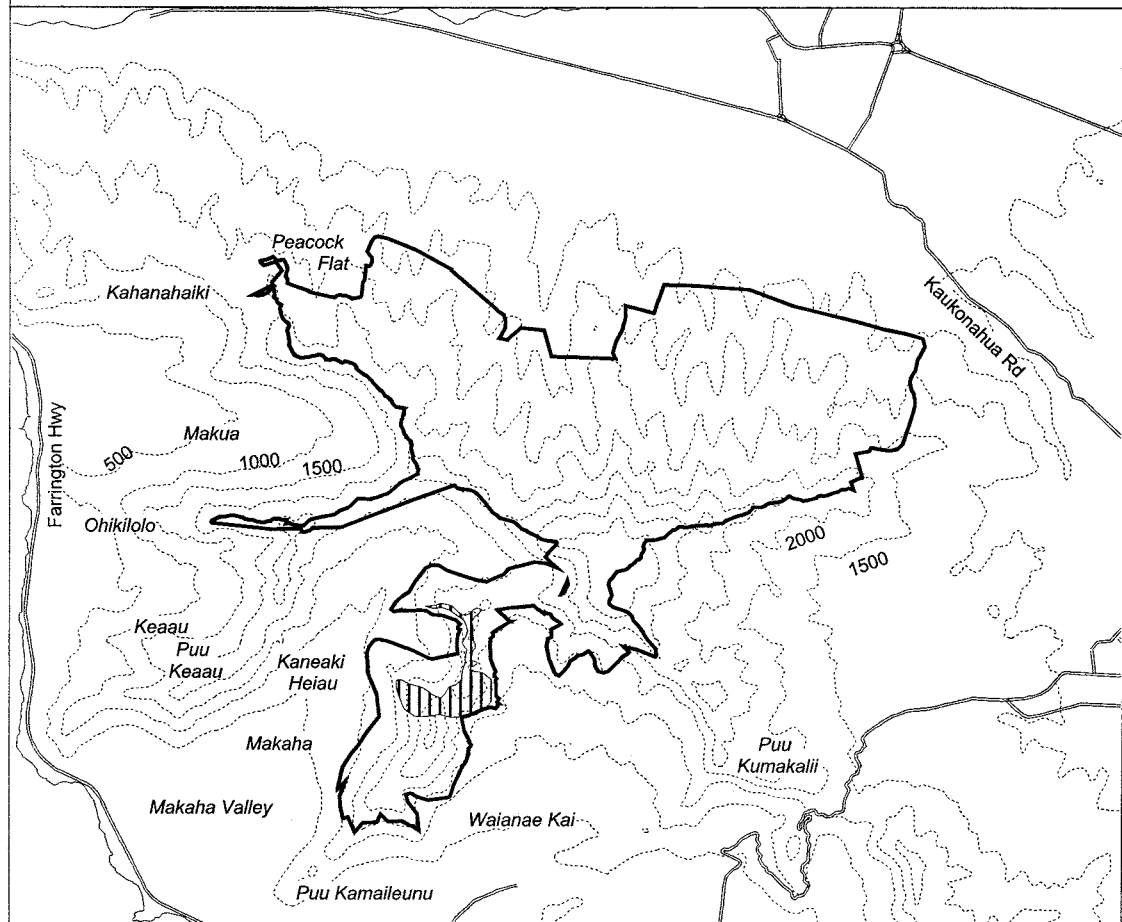 Peacock
Flat
Kahanahaiki
Kaukonahua Rd
Farrington Hwy
Makua
500
1000
1500
Ohikilolo
2000
1500
Keaau
Puu
Keaau
Kaneaki
Heiau
Makaha
Puu
Kumakalii
Makaha Valley
Waianae Kai
Puu Kamaileunu